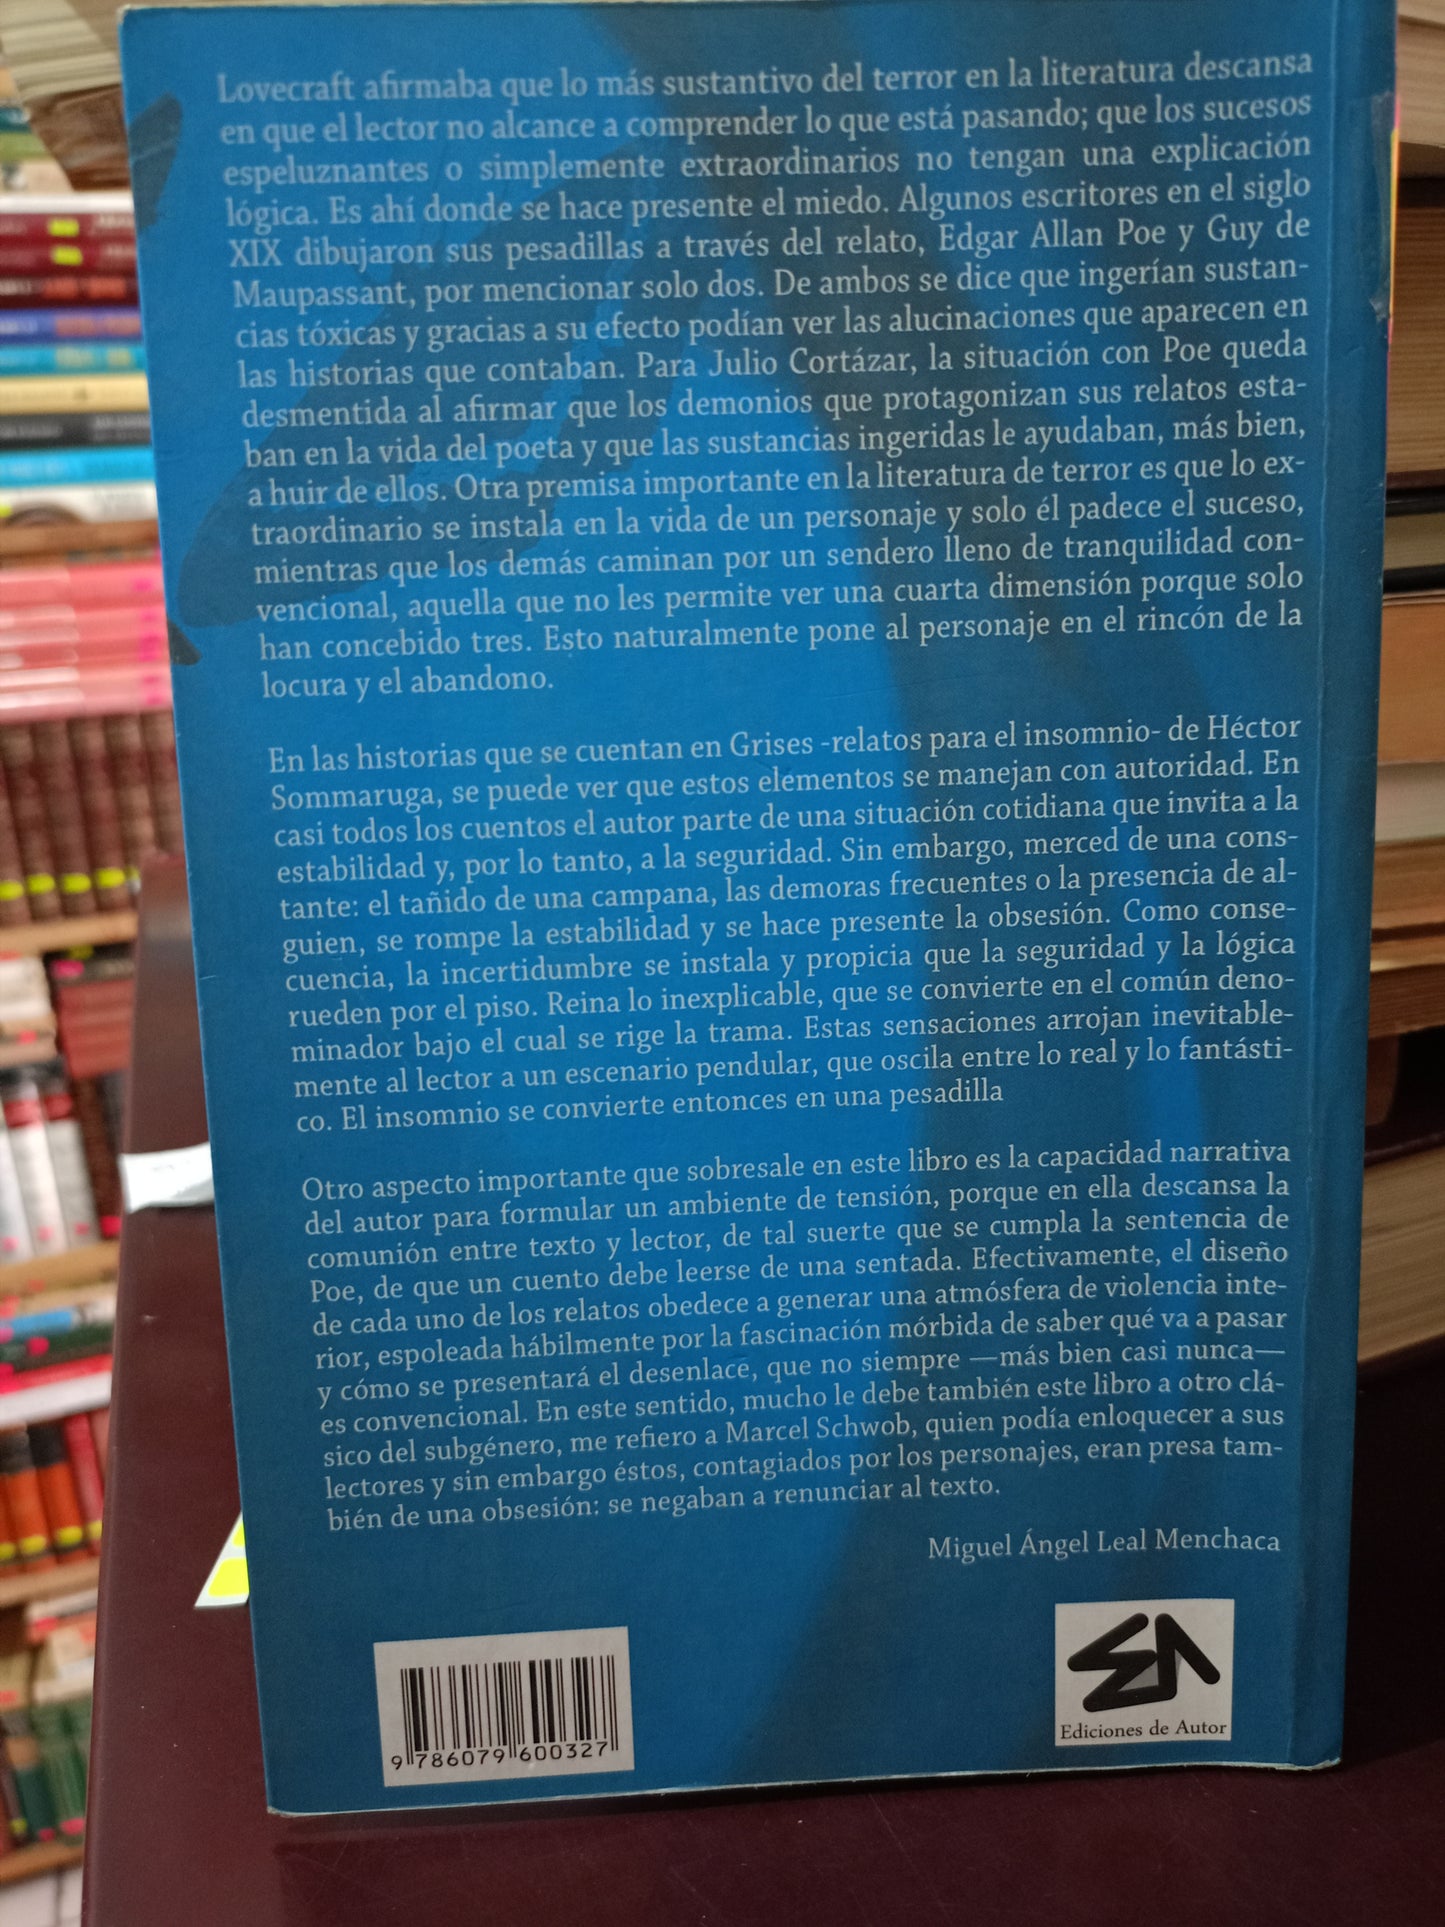 Lovecraft afirmaba que lo más sustantivo del terror en la literatura descansa
en que el lector no alcance a comprender lo que está pasando; que los sucesos
espeluznantes o simplemente extraordinarios no tengan una explicación
lógica. Es ahí donde se hace presente el miedo. Algunos escritores en el siglo
XIX dibujaron sus pesadillas a través del relato, Edgar Allan Poe y Guy de
Maupassant, por mencionar solo dos. De ambos se dice que ingerían sustan-
cias tóxicas y gracias a su efecto podían ver las alucinaciones que aparecen en
las historias que contaban. Para Julio Cortázar, la situación con Poe queda
desmentida al afirmar que los demonios que protagonizan sus relatos esta-
ban en la vida del poeta y que las sustancias ingeridas le ayudaban, más bien,
a huir de ellos. Otra premisa importante en la literatura de terror es que lo ex-
traordinario se instala en la vida de un personaje y solo él padece el suceso,
mientras que los demás caminan por un sendero lleno de tranquilidad con-
vencional, aquella que no les permite ver una cuarta dimensión porque solo
han concebido tres. Esto naturalmente pone al personaje en el rincón de la
locura y el abandono.
En las historias que se cuentan en Grises -relatos para el insomnio- de Héctor
Sommaruga, se puede ver que estos elementos se manejan con autoridad. En
casi todos los cuentos el autor parte de una situación cotidiana que invita a la
estabilidad y, por lo tanto, a la seguridad. Sin embargo, merced de una cons-
tante: el tañido de una campana, las demoras frecuentes o la presencia de al-
guien, se rompe la estabilidad y se hace presente la obsesión. Como conse-
cuencia, la incertidumbre se instala y propicia que la seguridad y la lógica
rueden por el piso. Reina lo inexplicable, que se convierte en el común deno-
minador bajo el cual se rige la trama. Estas sensaciones arrojan inevitable-
mente al lector a un escenario pendular, que oscila entre lo real y lo fantásti-
co. El insomnio se convierte entonces en una pesadilla
Otro aspecto importante que sobresale en este libro es la capacidad narrativa
del autor para formular un ambiente de tensión, porque en ella descansa la
comunión entre texto y lector, de tal suerte que se cumpla la sentencia de
Poe, de que un cuento debe leerse de una sentada. Efectivamente, el diseño
de cada uno de los relatos obedece a generar una atmósfera de violencia inte-
rior, espoleada hábilmente por la fascinación mórbida de saber qué va a pasar
y cómo se presentará el desenlace, que no siempre —más bien casi nunca—
es convencional. En este sentido, mucho le debe también este libro a otro clá-
sico del subgénero, me refiero a Marcel Schwob, quien podía enloquecer a sus
lectores y sin embargo éstos, contagiados por los personajes, eran presa tam-
bién de una obsesión: se negaban a renunciar al texto.
Miguel Ángel Leal Menchaca
9 786079 600327
EA
Ediciones de Autor